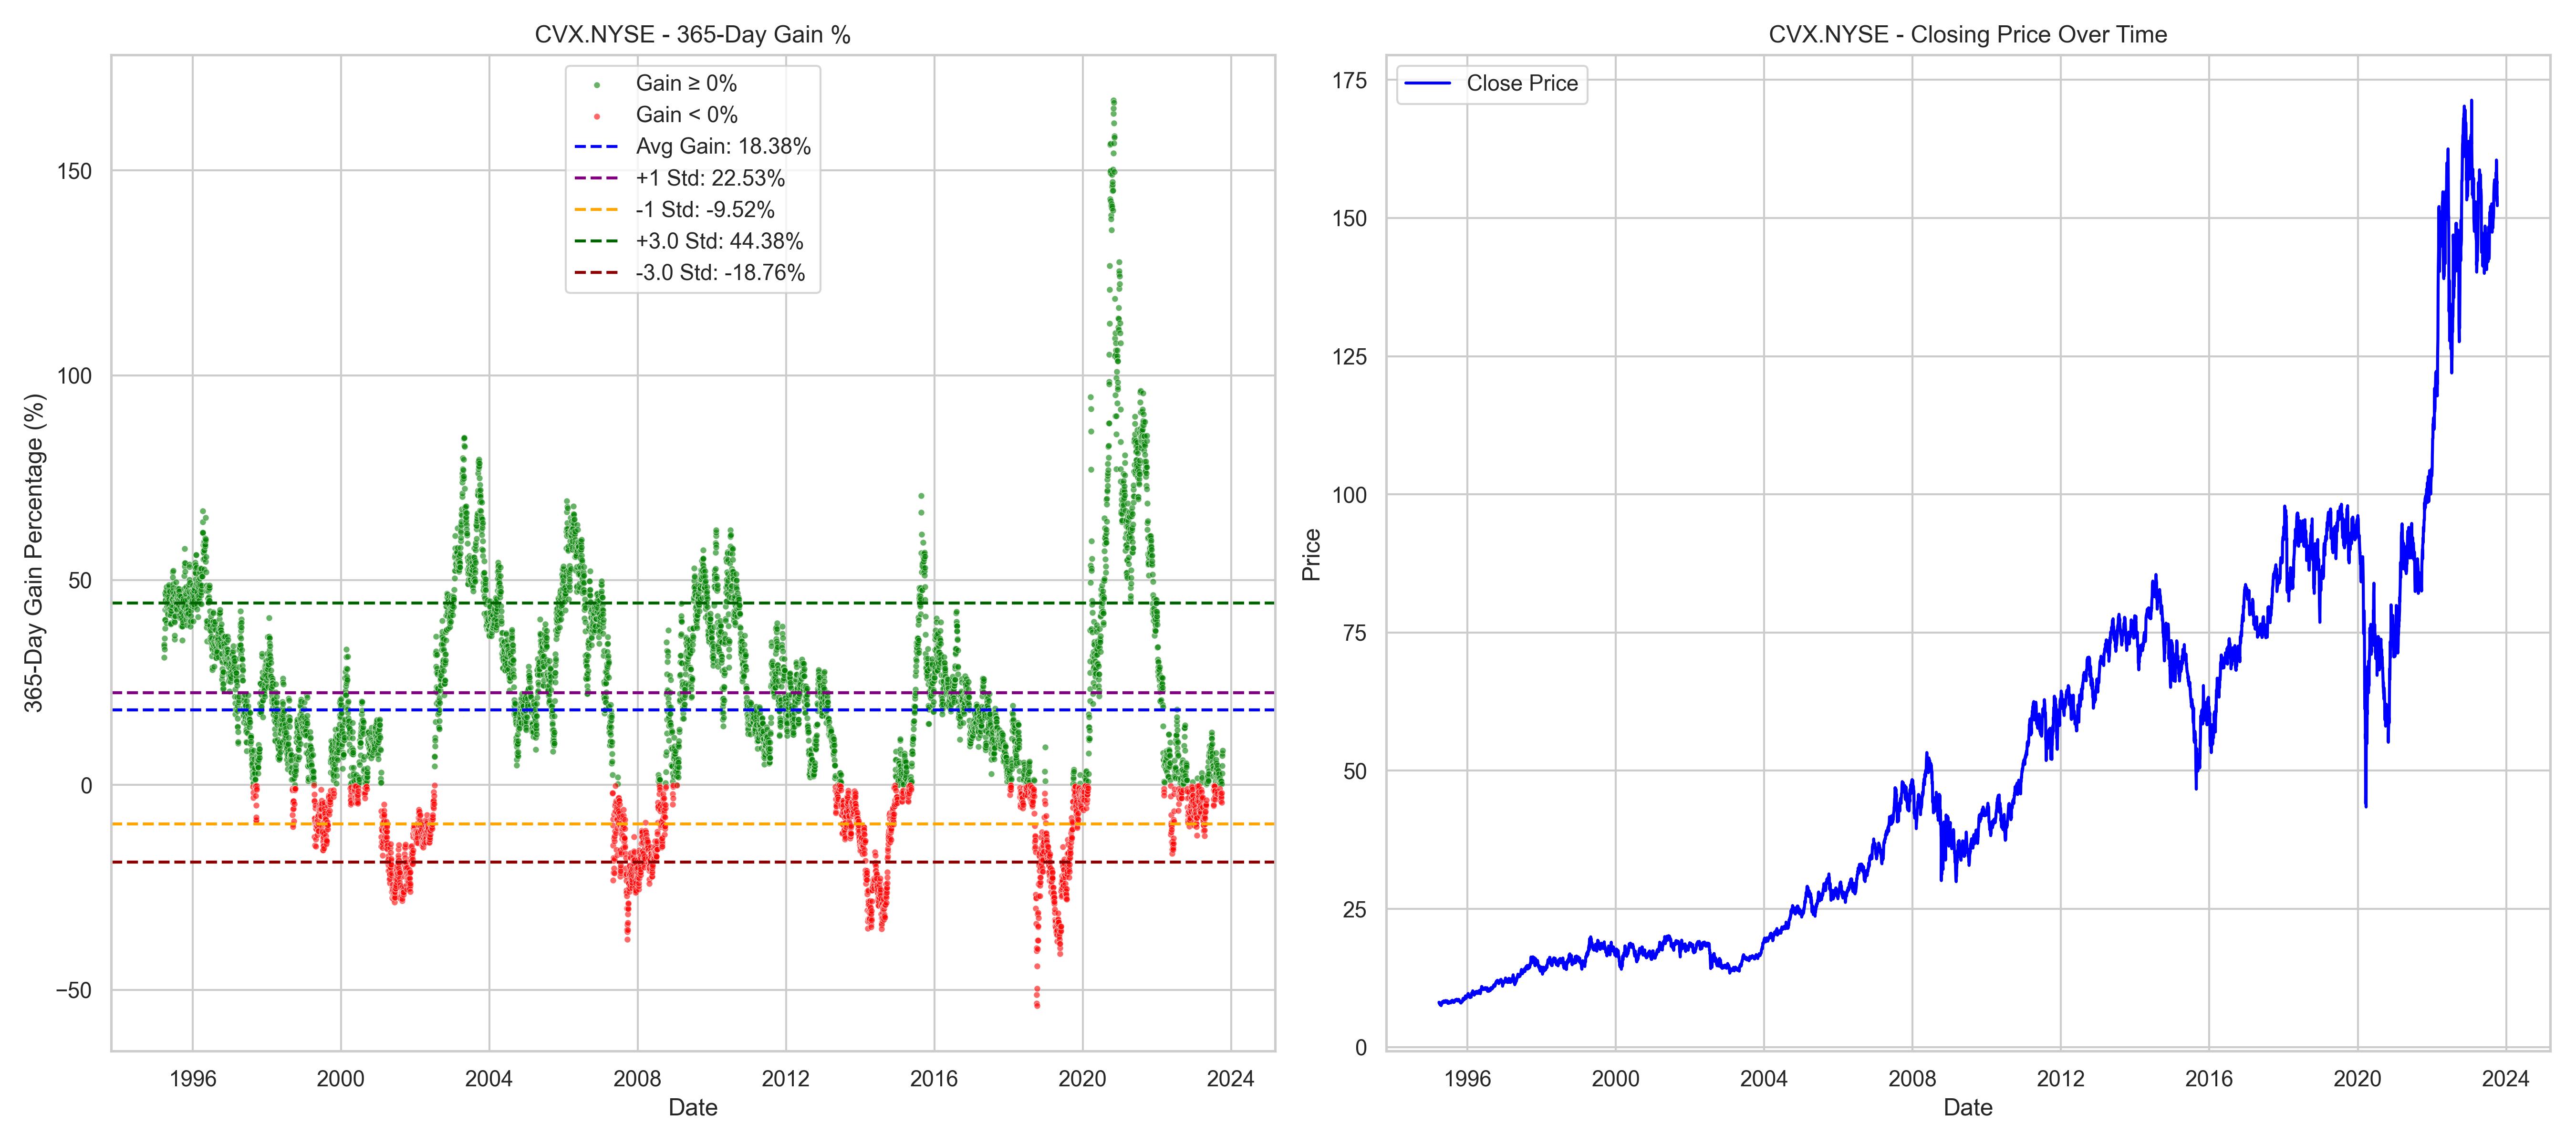 CVX.NYSE - 365-Day Gain %
Gain ≥ 0%
Gain < 0%
Avg Gain: 18.38%
+1 Std: 22.53%
-1 Std: -9.52%
+3.0 Std: 44.38%
-3.0 Std: -18.76%
365-Day Gain Percentage (%)
150
100
50
0
−50
1996 2000 2004 2008 2012 2016 2020 2024
Date
CVX.NYSE - Closing Price Over Time
Close Price
Price
175
150
125
100
75
50
25
0
1996 2000 2004 2008 2012 2016 2020 2024
Date